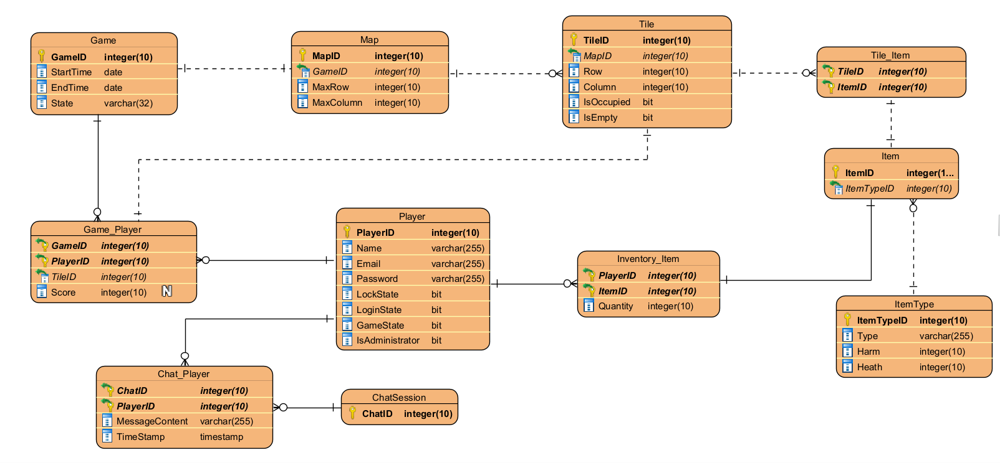 Game
GameID integer(10)
StartTime date
EndTime date
State varchar(32)
Map
MapID integer(10)
GameID integer(10)
MaxRow integer(10)
MaxColumn integer(10)
Tile
TileID integer(10)
MapID integer(10)
Row integer(10)
Column integer(10)
IsOccupied bit
IsEmpty bit
Tile_Item
TileID integer(10)
ItemID integer(10)
Item
ItemID integer(1...
ItemTypeID integer(10)
Game_Player
GameID integer(10)
PlayerID integer(10)
TileID integer(10)
Score integer(10) N
Player
PlayerID integer(10)
Name varchar(255)
Email varchar(255)
Password varchar(255)
LockState bit
LoginState bit
GameState bit
IsAdministrator bit
Inventory_Item
PlayerID integer(10)
ItemID integer(10)
Quantity integer(10)
ItemType
ItemTypeID integer(10)
Type varchar(255)
Harm integer(10)
Heath integer(10)
Chat_Player
ChatID integer(10)
PlayerID integer(10)
MessageContent varchar(255)
TimeStamp timestamp
ChatSession
ChatID integer(10)